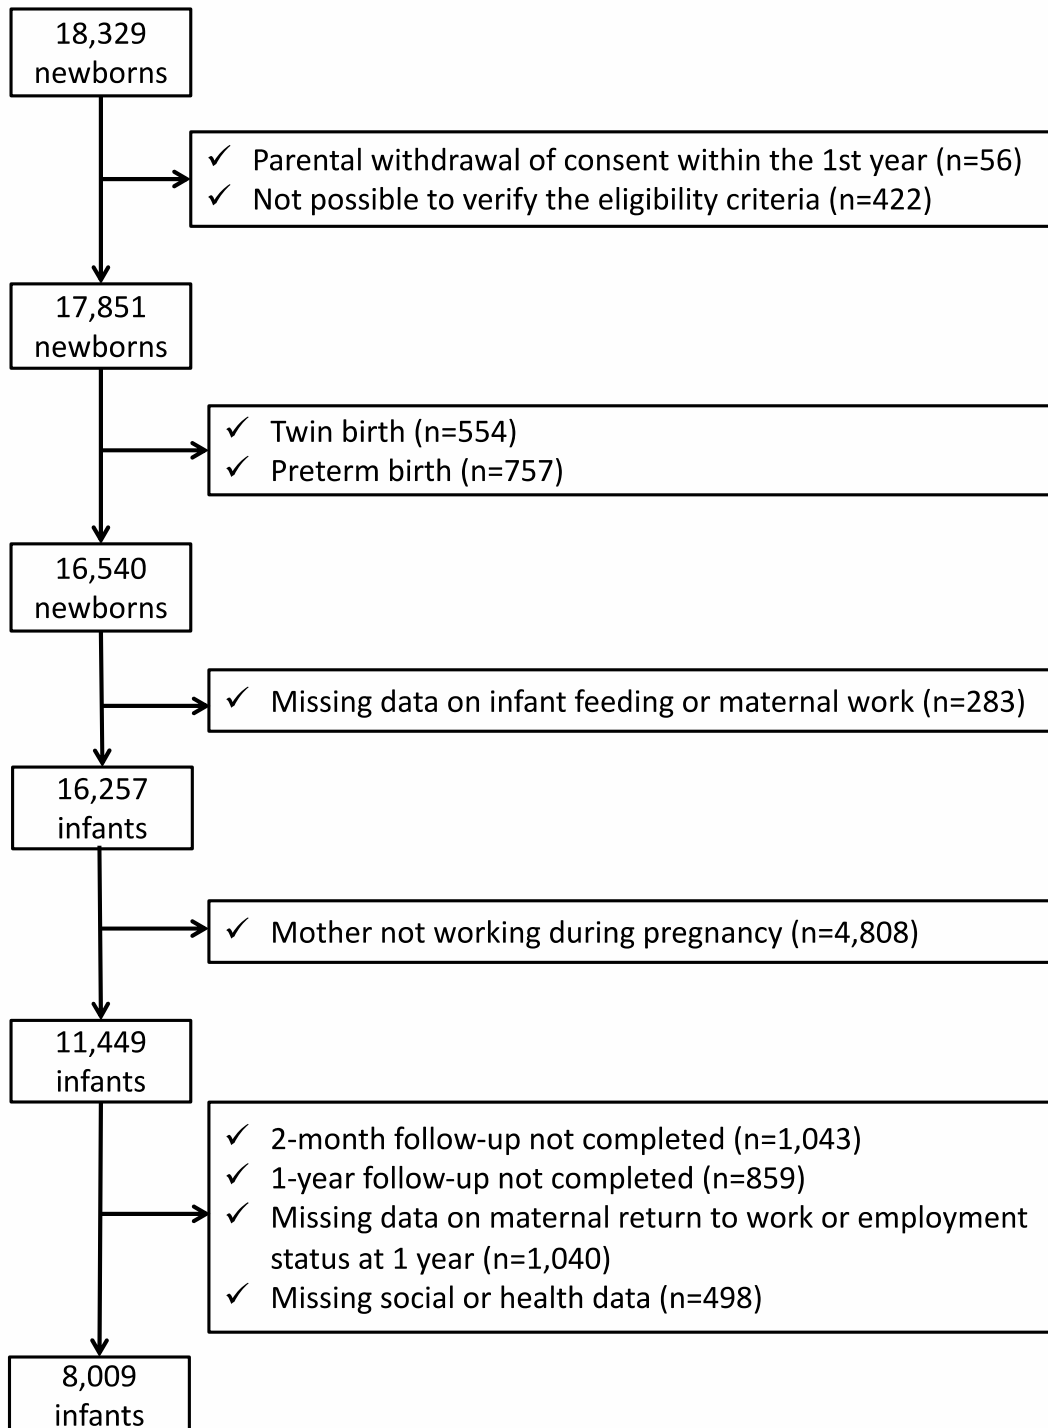 18,329
newborns
✓ Parental withdrawal of consent within the 1st year (n=56)
✓ Not possible to verify the eligibility criteria (n=422)
17,851
newborns
✓ Twin birth (n=554)
✓ Preterm birth (n=757)
16,540
newborns
✓ Missing data on infant feeding or maternal work (n=283)
16,257
infants
✓ Mother not working during pregnancy (n=4,808)
11,449
infants
✓ 2-month follow-up not completed (n=1,043)
✓ 1-year follow-up not completed (n=859)
✓ Missing data on maternal return to work or employment
status at 1 year (n=1,040)
✓ Missing social or health data (n=498)
8,009
infants